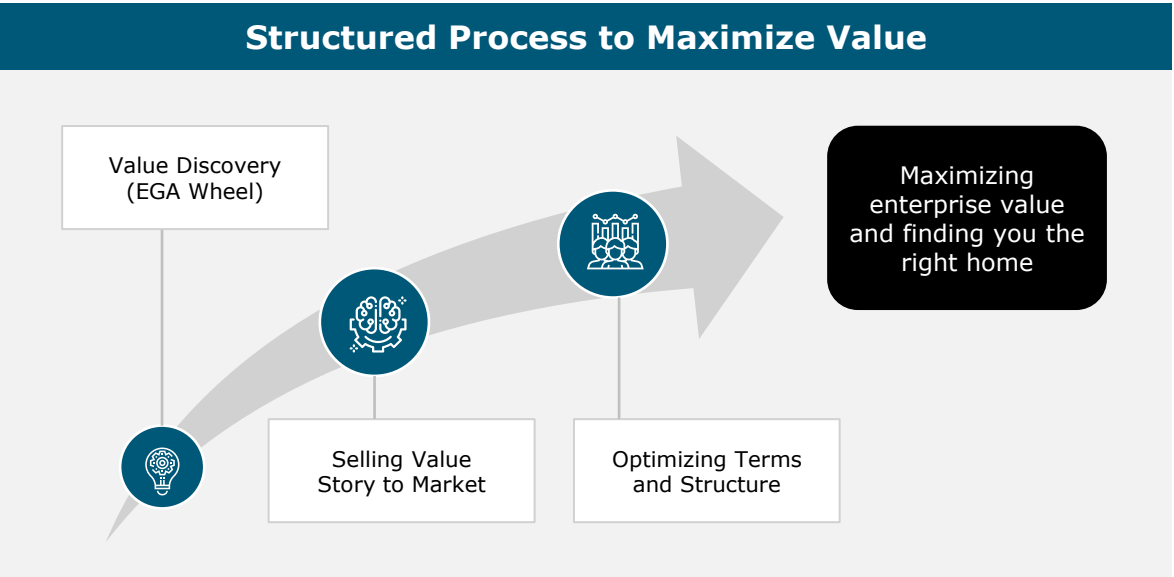 Structured Process to Maximize Value
Value Discovery
(EGA Wheel)
Selling Value
Story to Market
Optimizing Terms
and Structure
Maximizing
enterprise value
and finding you the
right home